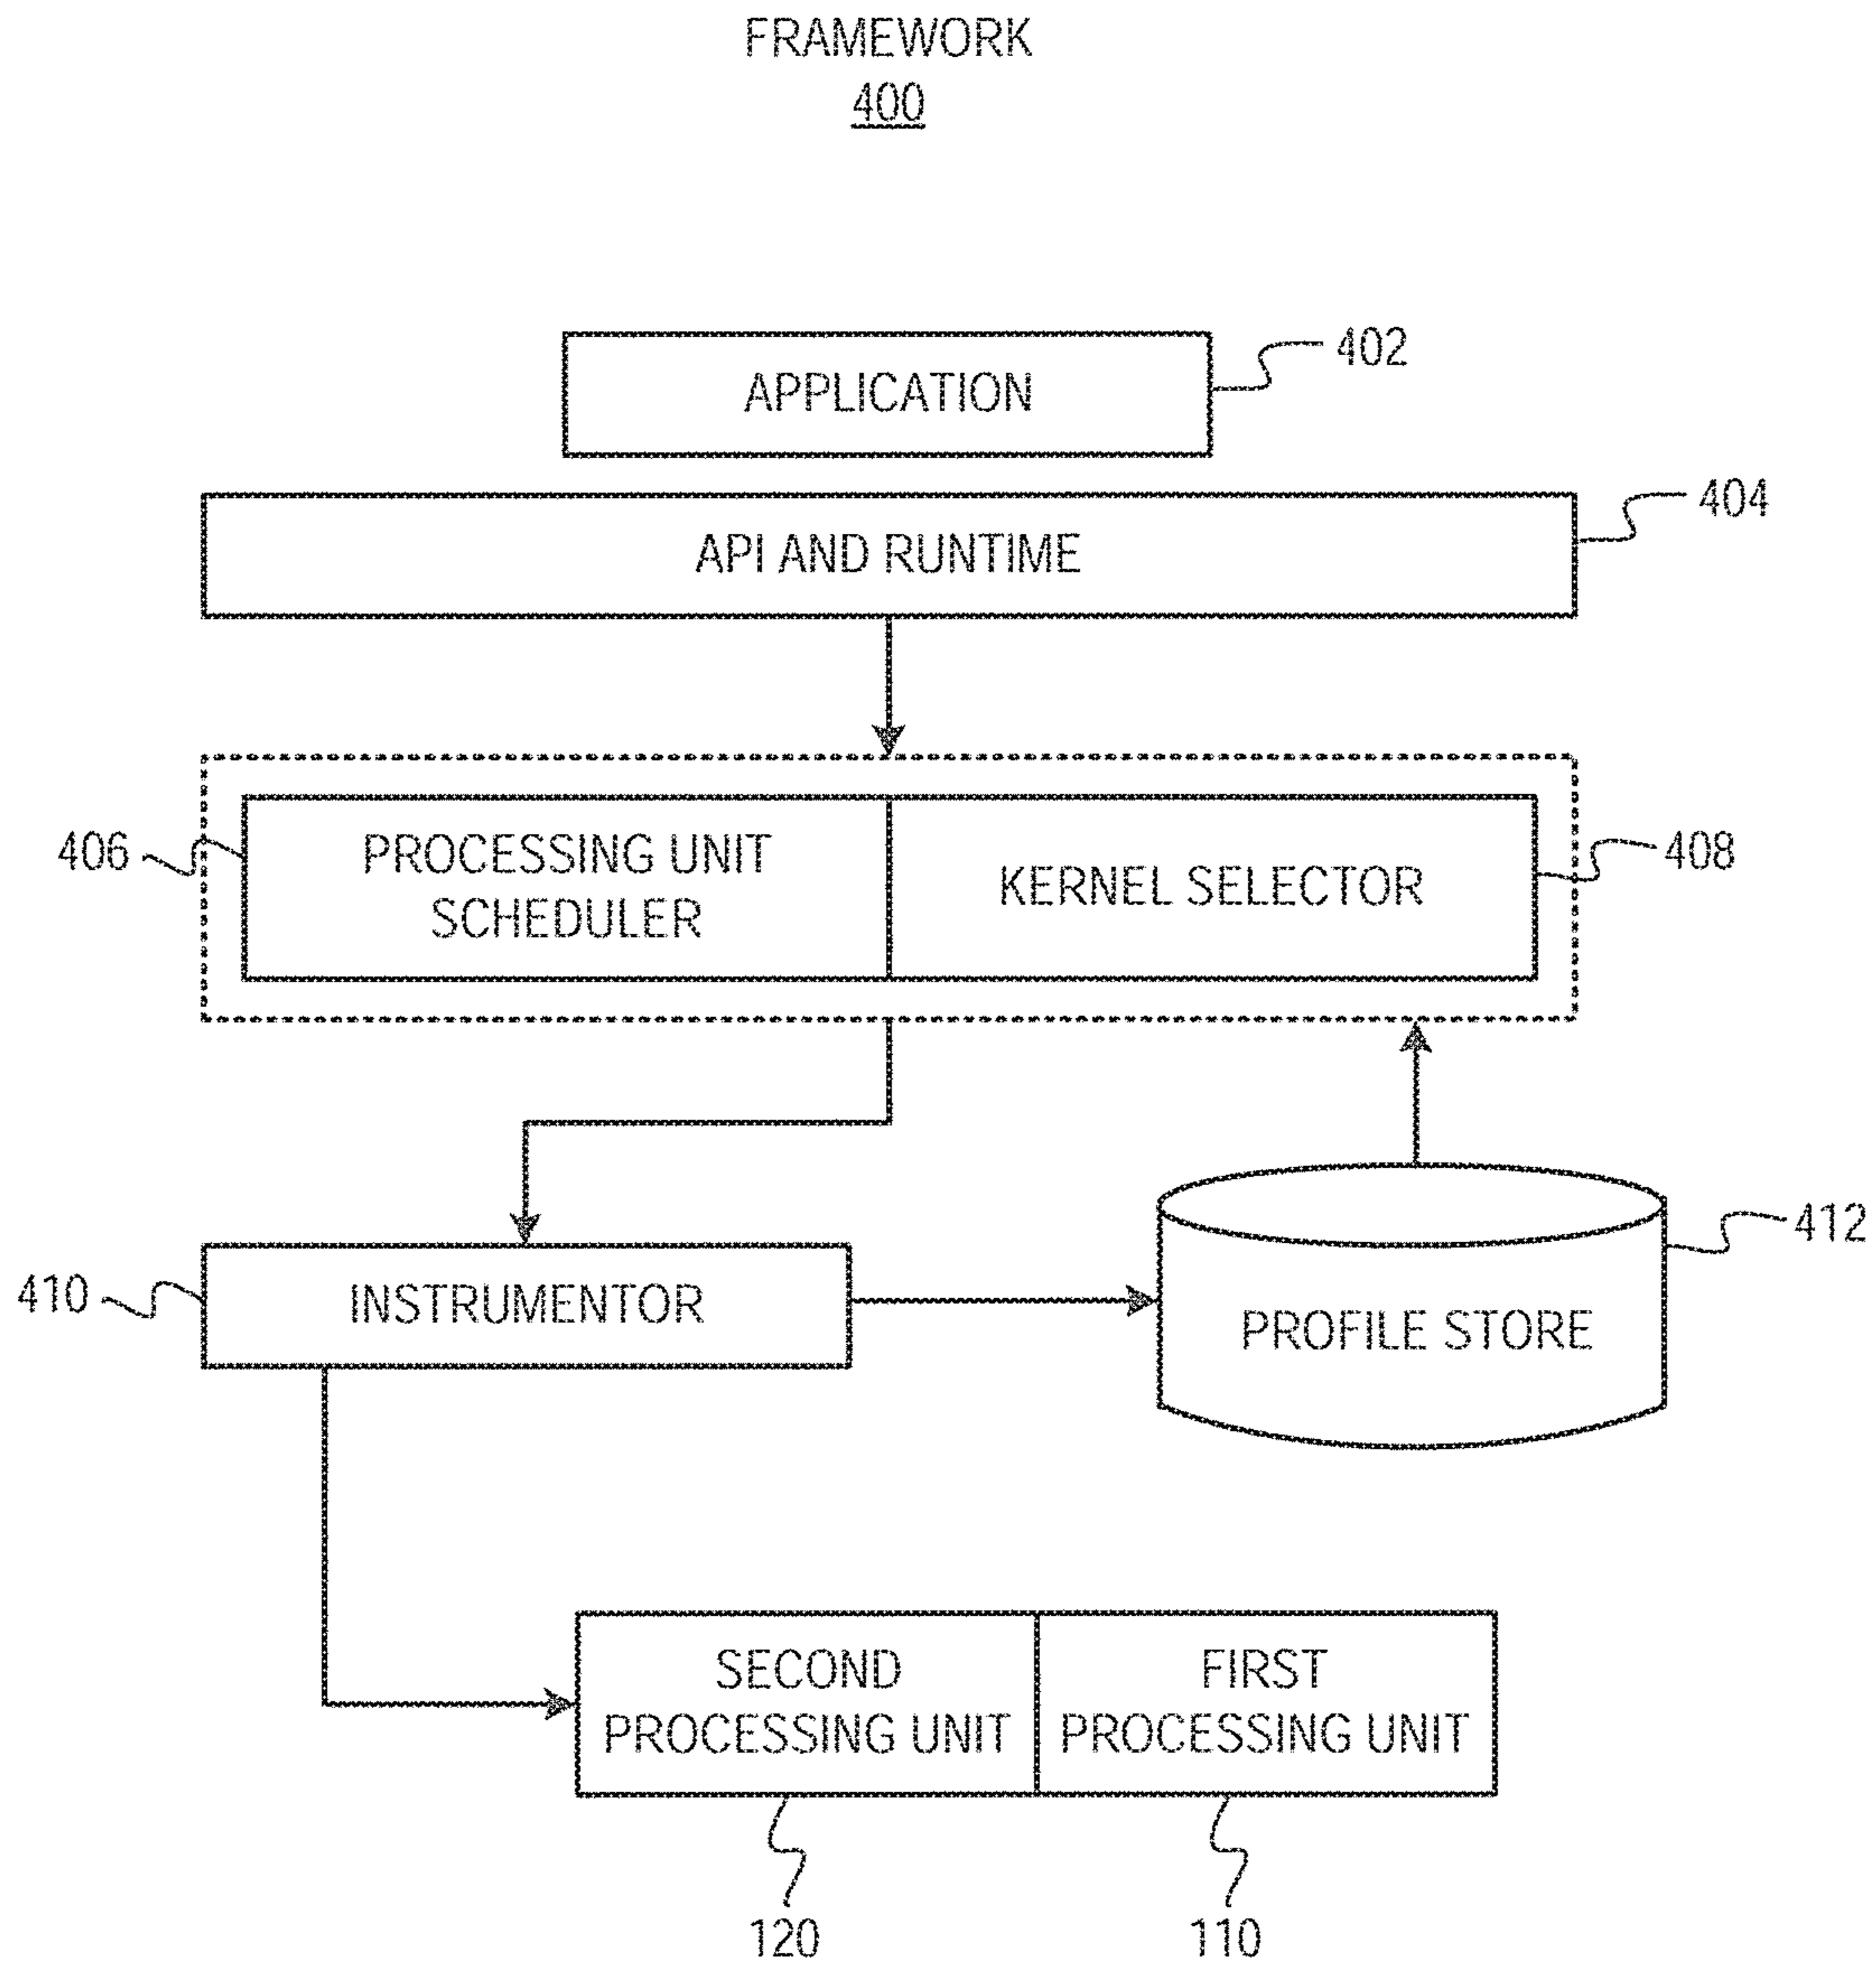 FRAMEWORK
400
APPLICATION
402
API AND RUNTIME
404
406
PROCESSING UNIT
SCHEDULER
KERNEL SELECTOR
408
410
INSTRUMENTOR
PROFILE STORE
412
SECOND
PROCESSING UNIT
FIRST
PROCESSING UNIT
120
110